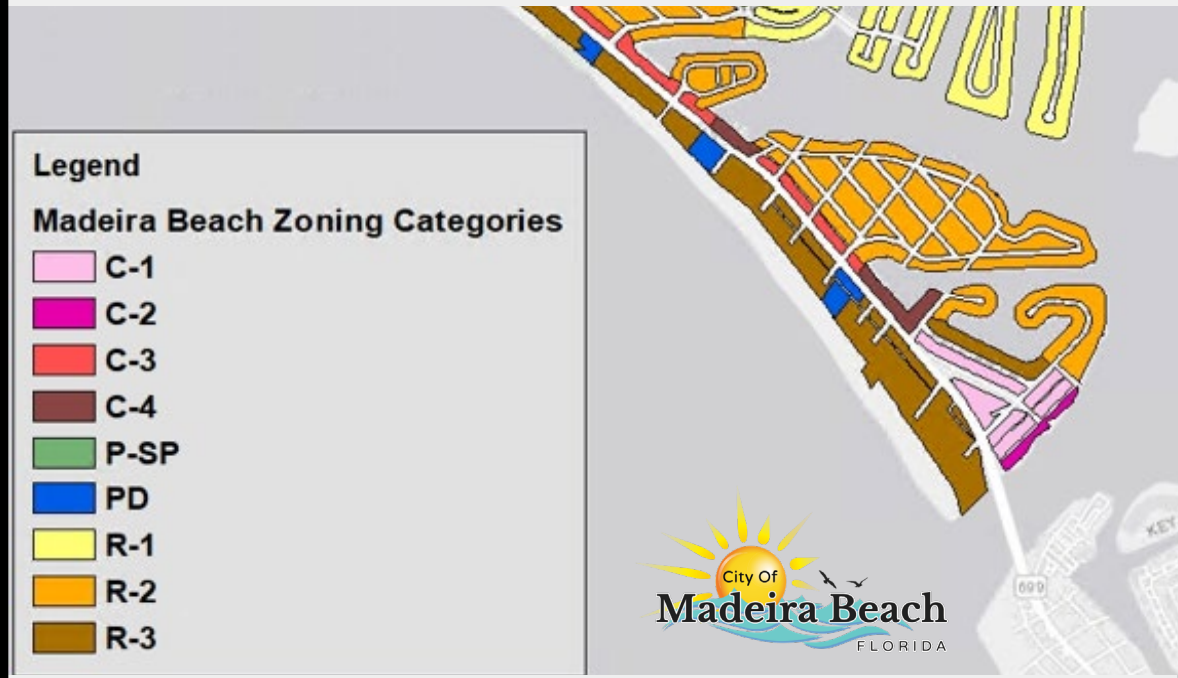 Legend
Madeira Beach Zoning Categories
C-1
C-2
C-3
C-4
P-SP
PD
R-1
R-2
R-3
City Of
Madeira Beach
FLORIDA
KEY
699